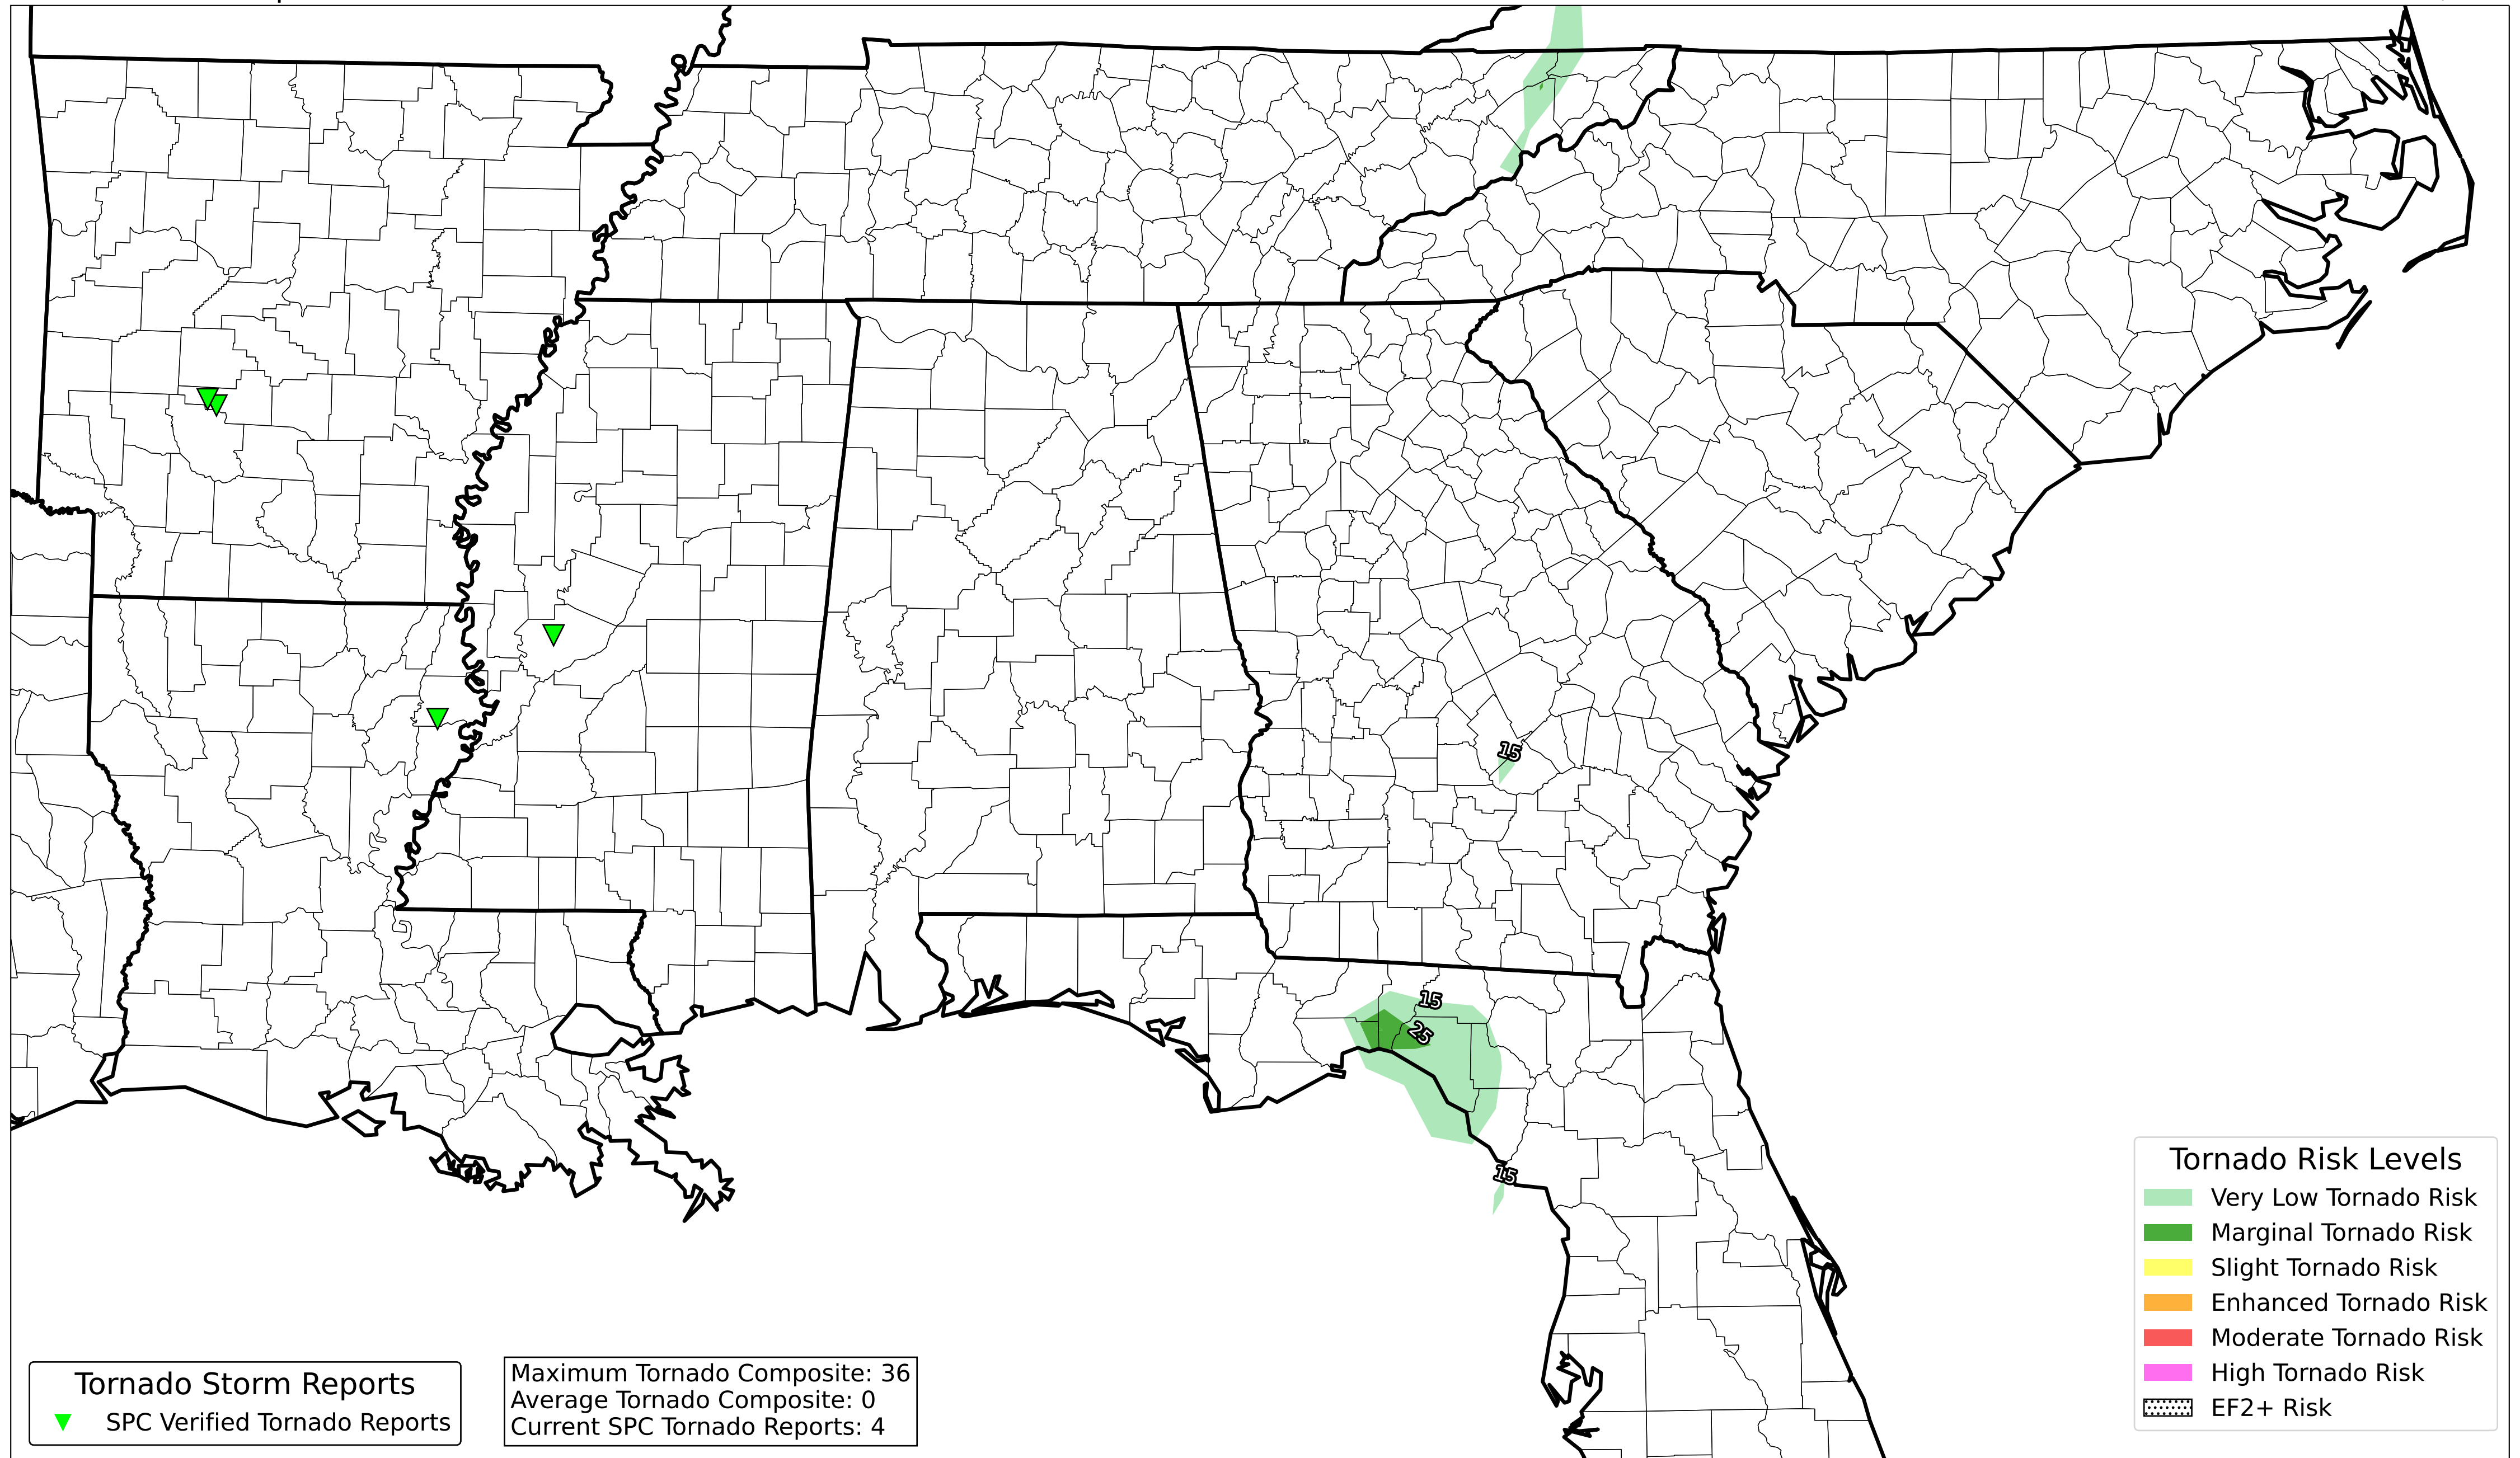 15
15
25
15
Tornado Risk Levels
Very Low Tornado Risk
Marginal Tornado Risk
Slight Tornado Risk
Enhanced Tornado Risk
Moderate Tornado Risk
High Tornado Risk
EF2+ Risk
Tornado Storm Reports
SPC Verified Tornado Reports
Maximum Tornado Composite: 36
Average Tornado Composite: 0
Current SPC Tornado Reports: 4